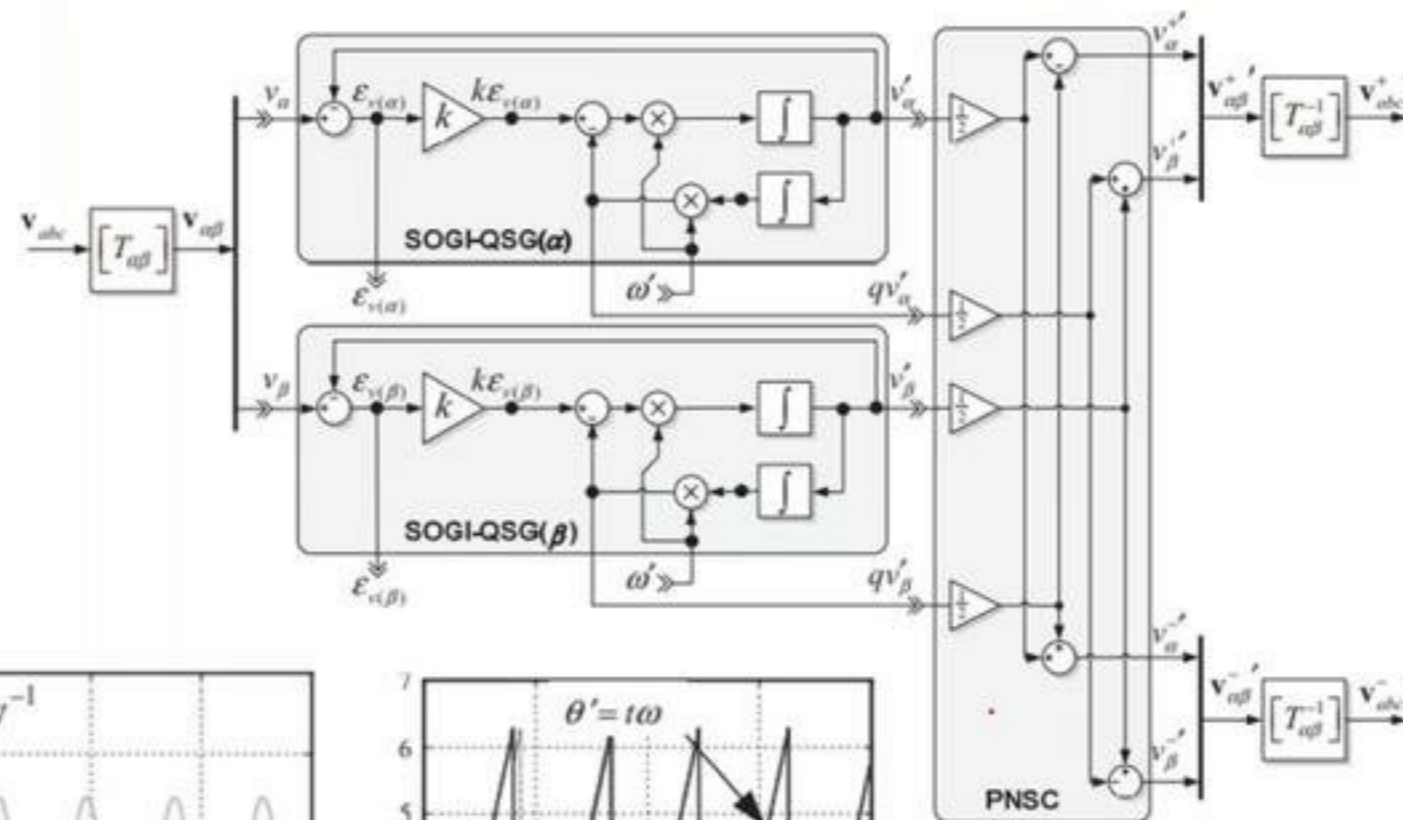 v_abc
[T_αβ]
v_αβ
v_α
ε_v(α)
k
kε_v(α)
∫
v'_α
∫
SOGI-QSG(α)
ε_v(α)
ω'
qv'_α
v_β
ε_v(β)
k
kε_v(β)
∫
v'_β
∫
SOGI-QSG(β)
ε_v(β)
ω'
qv'_β
PNSC
v_α^+'
v_αβ^+'
[T_αβ^-1]
v_abc^+
v_β^+'
v_α^-'
v_αβ^-'
[T_αβ^-1]
v_abc^-
v_β^-'
-1
7
θ'=tω
6
5